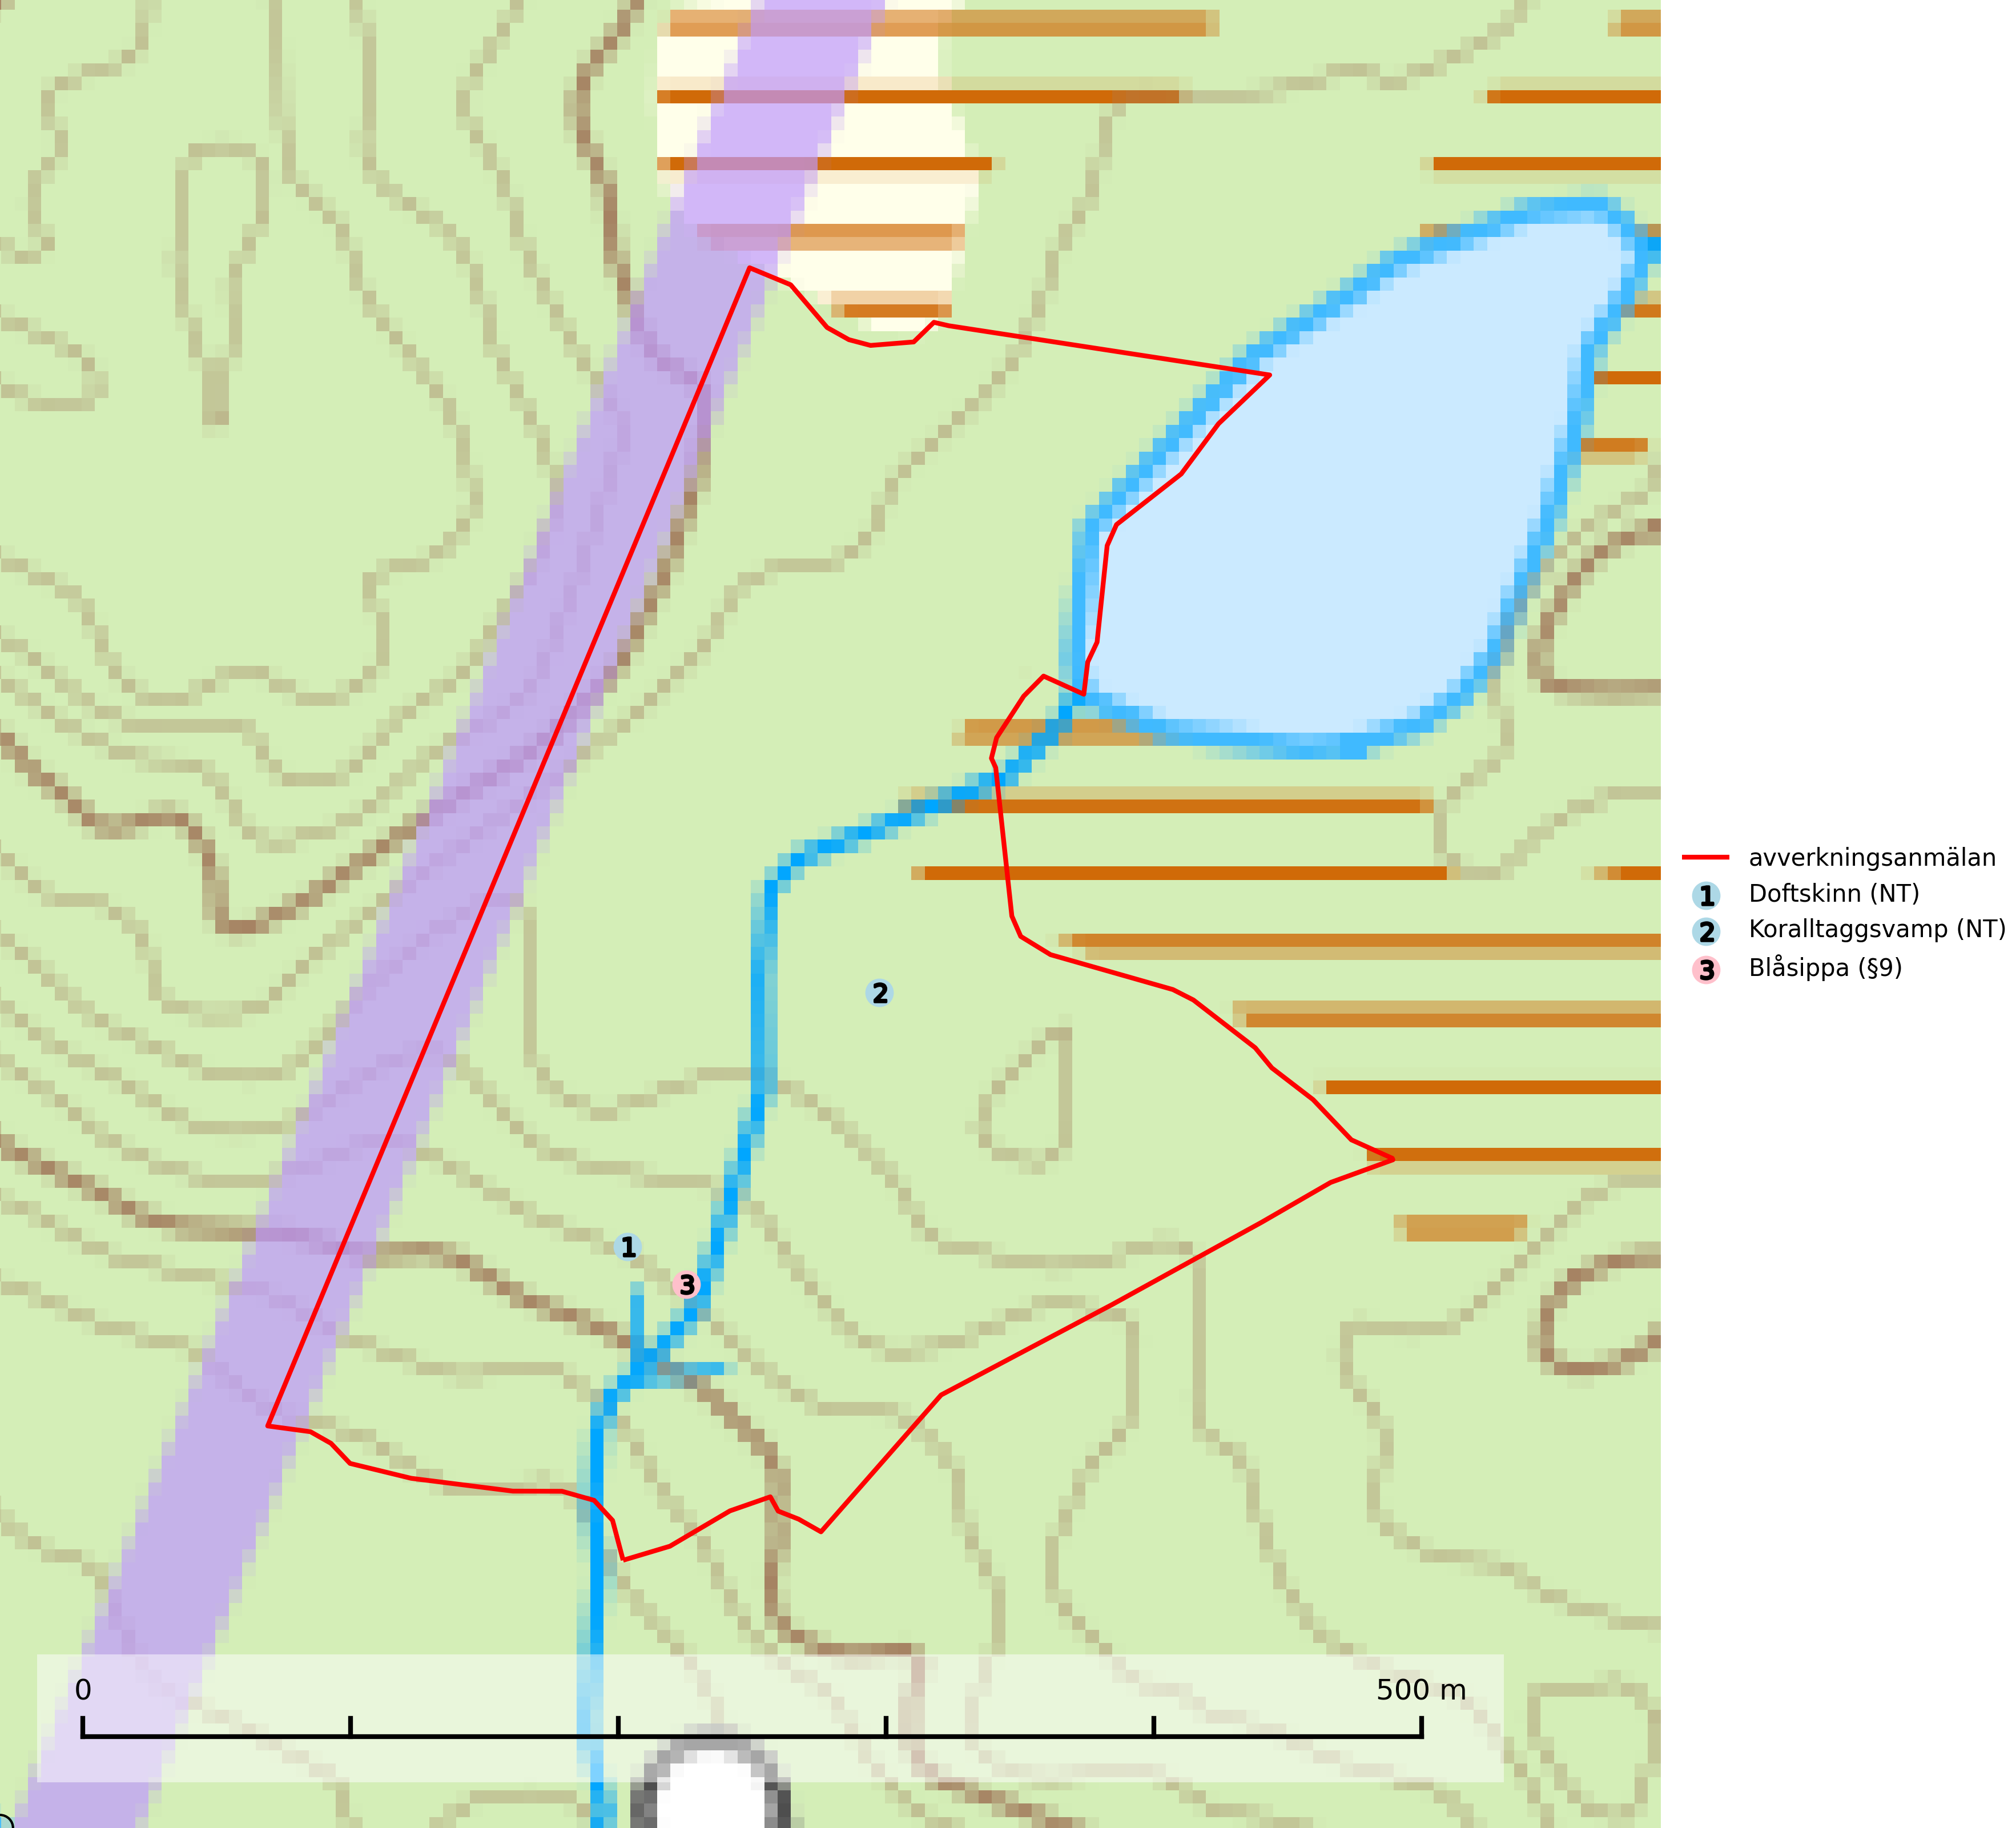 avverkningsanmälan
1 Doftskinn (NT)
2 Koralltaggsvamp (NT)
3 Blåsippa (§9)
2
1
3
0 500 m